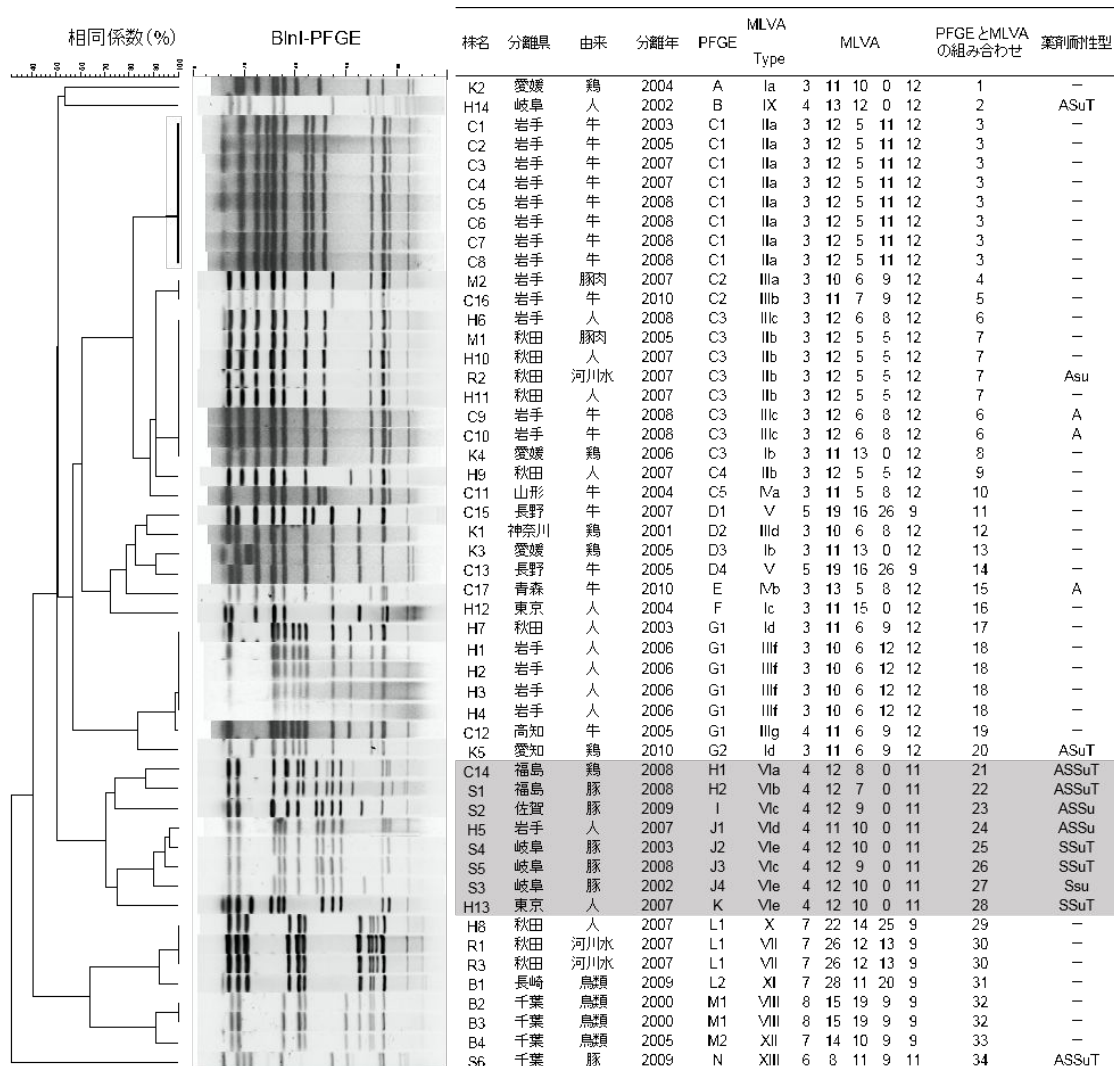 相同係数(%)
BlnI-PFGE
40 50 60 70 80 90 100
株名 分離県 由来 分離年 PFGE MLVA Type MLVA PFGEとMLVAの組み合わせ 薬剤耐性型
K2 愛媛 鶏 2004 A Ia 3 11 10 0 12 1 −
H14 岐阜 人 2002 B IX 4 13 12 0 12 2 ASuT
C1 岩手 牛 2003 C1 IIa 3 12 5 11 12 3 −
C2 岩手 牛 2005 C1 IIa 3 12 5 11 12 3 −
C3 岩手 牛 2007 C1 IIa 3 12 5 11 12 3 −
C4 岩手 牛 2007 C1 IIa 3 12 5 11 12 3 −
C5 岩手 牛 2008 C1 IIa 3 12 5 11 12 3 −
C6 岩手 牛 2008 C1 IIa 3 12 5 11 12 3 −
C7 岩手 牛 2008 C1 IIa 3 12 5 11 12 3 −
C8 岩手 牛 2008 C1 IIa 3 12 5 11 12 3 −
M2 岩手 豚肉 2007 C2 IIIa 3 10 6 9 12 4 −
C16 岩手 牛 2010 C2 IIIb 3 11 7 9 12 5 −
H6 岩手 人 2008 C3 IIIc 3 12 6 8 12 6 −
M1 秋田 豚肉 2005 C3 IIb 3 12 5 5 12 7 −
H10 秋田 人 2007 C3 IIb 3 12 5 5 12 7 −
R2 秋田 河川水 2007 C3 IIb 3 12 5 5 12 7 Asu
H11 秋田 人 2007 C3 IIb 3 12 5 5 12 7 −
C9 岩手 牛 2008 C3 IIIc 3 12 6 8 12 6 A
C10 岩手 牛 2008 C3 IIIc 3 12 6 8 12 6 A
K4 愛媛 鶏 2006 C3 Ib 3 11 13 0 12 8 −
H9 秋田 人 2007 C4 IIb 3 12 5 5 12 9 −
C11 山形 牛 2004 C5 IVa 3 11 5 8 12 10 −
C15 長野 牛 2007 D1 V 5 19 16 26 9 11 −
K1 神奈川 鶏 2001 D2 IIId 3 10 6 8 12 12 −
K3 愛媛 鶏 2005 D3 Ib 3 11 13 0 12 13 −
C13 長野 牛 2005 D4 V 5 19 16 26 9 14 −
C17 青森 牛 2010 E IVb 3 13 5 8 12 15 A
H12 東京 人 2004 F Ic 3 11 15 0 12 16 −
H7 秋田 人 2003 G1 Id 3 11 6 9 12 17 −
H1 岩手 人 2006 G1 IIIf 3 10 6 12 12 18 −
H2 岩手 人 2006 G1 IIIf 3 10 6 12 12 18 −
H3 岩手 人 2006 G1 IIIf 3 10 6 12 12 18 −
H4 岩手 人 2006 G1 IIIf 3 10 6 12 12 18 −
C12 高知 牛 2005 G1 IIIg 4 11 6 9 12 19 −
K5 愛知 鶏 2010 G2 Id 3 11 6 9 12 20 ASuT
C14 福島 鶏 2008 H1 VIa 4 12 8 0 11 21 ASSuT
S1 福島 豚 2008 H2 VIb 4 12 7 0 11 22 ASSuT
S2 佐賀 豚 2009 I VIc 4 12 9 0 11 23 ASSu
H5 岩手 人 2007 J1 VId 4 11 10 0 11 24 ASSu
S4 岐阜 豚 2003 J2 VIe 4 12 10 0 11 25 SSuT
S5 岐阜 豚 2008 J3 VIc 4 12 9 0 11 26 SSuT
S3 岐阜 豚 2002 J4 VIe 4 12 10 0 11 27 Ssu
H13 東京 人 2007 K VIe 4 12 10 0 11 28 SSuT
H8 秋田 人 2007 L1 X 7 22 14 25 9 29 −
R1 秋田 河川水 2007 L1 VII 7 26 12 13 9 30 −
R3 秋田 河川水 2007 L1 VII 7 26 12 13 9 30 −
B1 長崎 鳥類 2009 L2 XI 7 28 11 20 9 31 −
B2 千葉 鳥類 2000 M1 VIII 8 15 19 9 9 32 −
B3 千葉 鳥類 2000 M1 VIII 8 15 19 9 9 32 −
B4 千葉 鳥類 2005 M2 XII 7 14 10 9 9 33 −
S6 千葉 豚 2009 N XIII 6 8 11 9 11 34 ASSuT